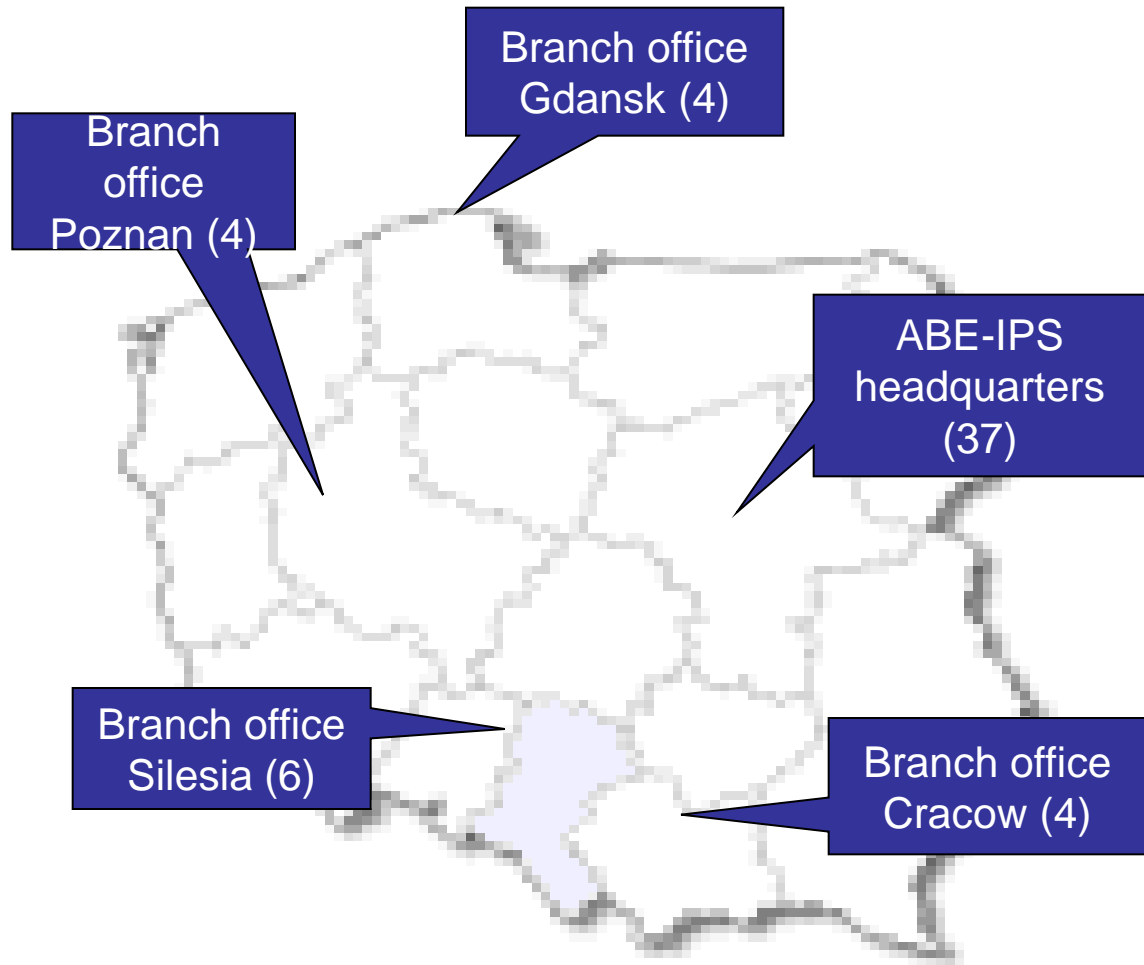 Branch office
Gdansk (4)
Branch
office
Poznan (4)
ABE-IPS
headquarters
(37)
Branch office
Silesia (6)
Branch office
Cracow (4)